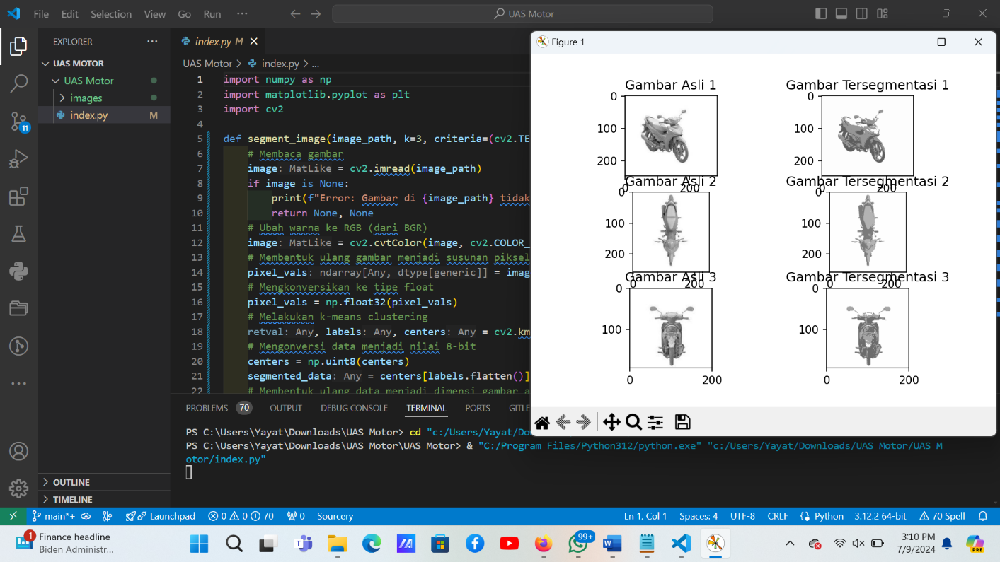 File Edit Selection View Go Run ··· UAS Motor
EXPLORER ···
UAS MOTOR
UAS Motor
images
index.py M
11
index.py M
UAS Motor > index.py > ...
1 import numpy as np
2 import matplotlib.pyplot as plt
3 import cv2
4
5 def segment_image(image_path, k=3, criteria=(cv2.TE
6 # Membaca gambar
7 image: MatLike = cv2.imread(image_path)
8 if image is None:
9 print(f"Error: Gambar di {image_path} tidak
10 return None, None
11 # Ubah warna ke RGB (dari BGR)
12 image: MatLike = cv2.cvtColor(image, cv2.COLOR_
13 # Membentuk ulang gambar menjadi susunan piksel
14 pixel_vals: ndarray[Any, dtype[generic]] = imag
15 # Mengkonversikan ke tipe float
16 pixel_vals = np.float32(pixel_vals)
17 # Melakukan k-means clustering
18 retval: Any, labels: Any, centers: Any = cv2.km
19 # Mengonversi data menjadi nilai 8-bit
20 centers = np.uint8(centers)
21 segmented_data: Any = centers[labels.flatten()]
22 # Membentuk ulang data menjadi dimensi gambar a
Figure 1
Gambar Asli 1 Gambar Tersegmentasi 1
0 0
100 100
200 200
0 200 0 200
Gambar Asli 2 Gambar Tersegmentasi 2
0 0
100 100
200 200
0 200 0 200
Gambar Asli 3 Gambar Tersegmentasi 3
0 0
100 100
0 200 0 200
PROBLEMS 70 OUTPUT DEBUG CONSOLE TERMINAL PORTS GITLE
PS C:\Users\Yayat\Downloads\UAS Motor> cd "c:/Users/Yayat/Do
PS C:\Users\Yayat\Downloads\UAS Motor\UAS Motor> & "C:/Program Files/Python312/python.exe" "c:/Users/Yayat/Downloads/UAS Motor/UAS M
otor/index.py"
OUTLINE
TIMELINE
main*+ Launchpad 0 0 70 0 Sourcery Ln 1, Col 1 Spaces: 4 UTF-8 CRLF Python 3.12.2 64-bit 70 Spell
1 Finance headline
Biden Administr...
99+
3:10 PM
7/9/2024
PRE